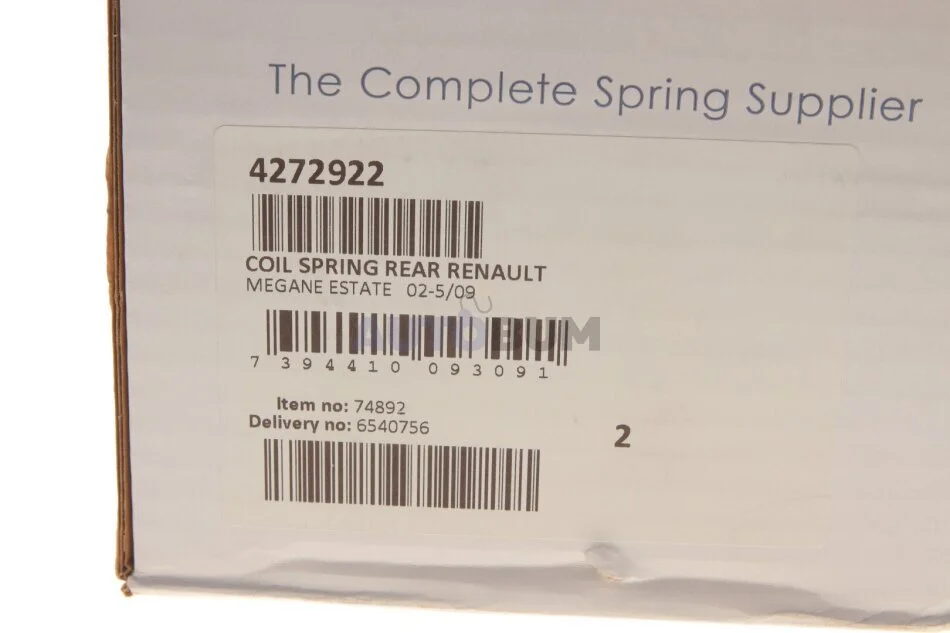 The Complete Spring Supplier
4272922
COIL SPRING REAR RENAULT
MEGANE ESTATE 02-5/09
AUTOBUM
7 394410 093091
Item no: 74892
Delivery no: 6540756
2